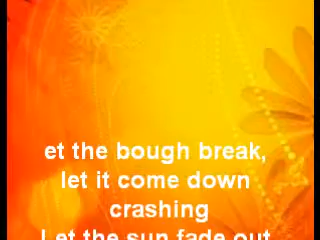 et the bough break,
let it come down
crashing
Let the sun fade out